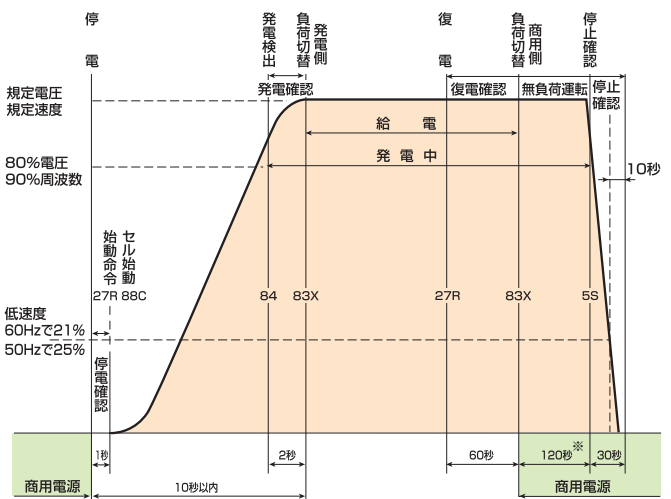 停電
発電検出
負荷切替
発電側
復電
負荷切替
商用側
停止確認
発電確認
復電確認
無負荷運転
停止
確認
規定電圧
規定速度
給電
発電中
80%電圧
90%周波数
10秒
始動命令
セル始動
27R 88C
84
83X
27R
83X
5S
低速度
60Hzで21%
50Hzで25%
停電確認
1秒
2秒
60秒
120秒※
30秒
商用電源
10秒以内
商用電源